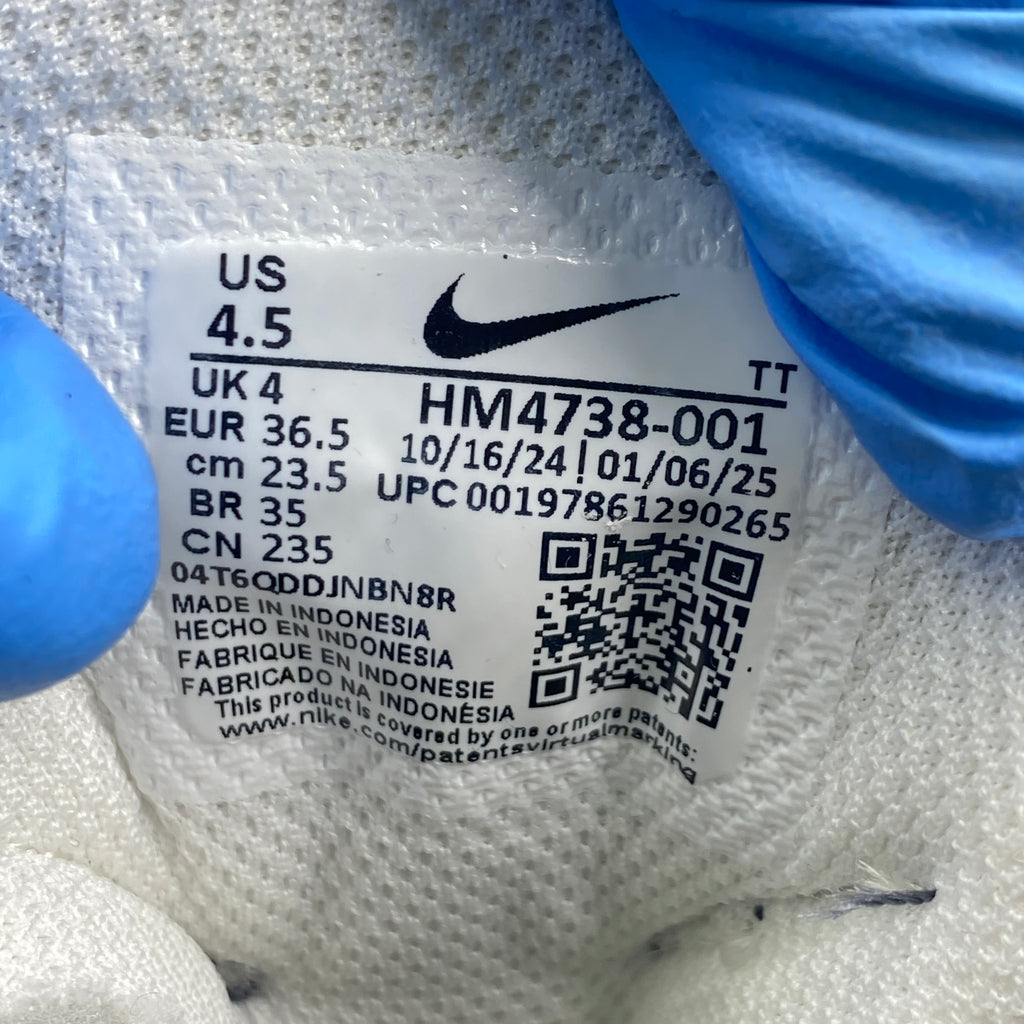 US
4.5
TT
UK 4
EUR 36.5
cm 23.5
BR 35
CN 235
HM4738-001
10/16/24 | 01/06/25
UPC 00197861290265
04T6QDDJNBN8R
MADE IN INDONESIA
HECHO EN INDONESIA
FABRIQUE EN INDONESIE
FABRICADO NA INDONÉSIA
This product is covered by one or more patents:
www.nike.com/patentsvirtualmarking